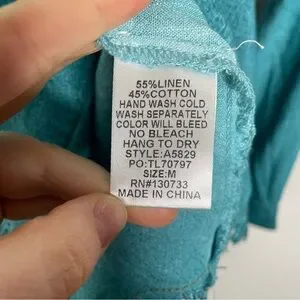 55%LINEN
45%COTTON
HAND WASH COLD
WASH SEPARATELY
COLOR WILL BLEED
NO BLEACH
HANG TO DRY
STYLE:A5829
PO:TL70797
SIZE:M
RN#130733
MADE IN CHINA